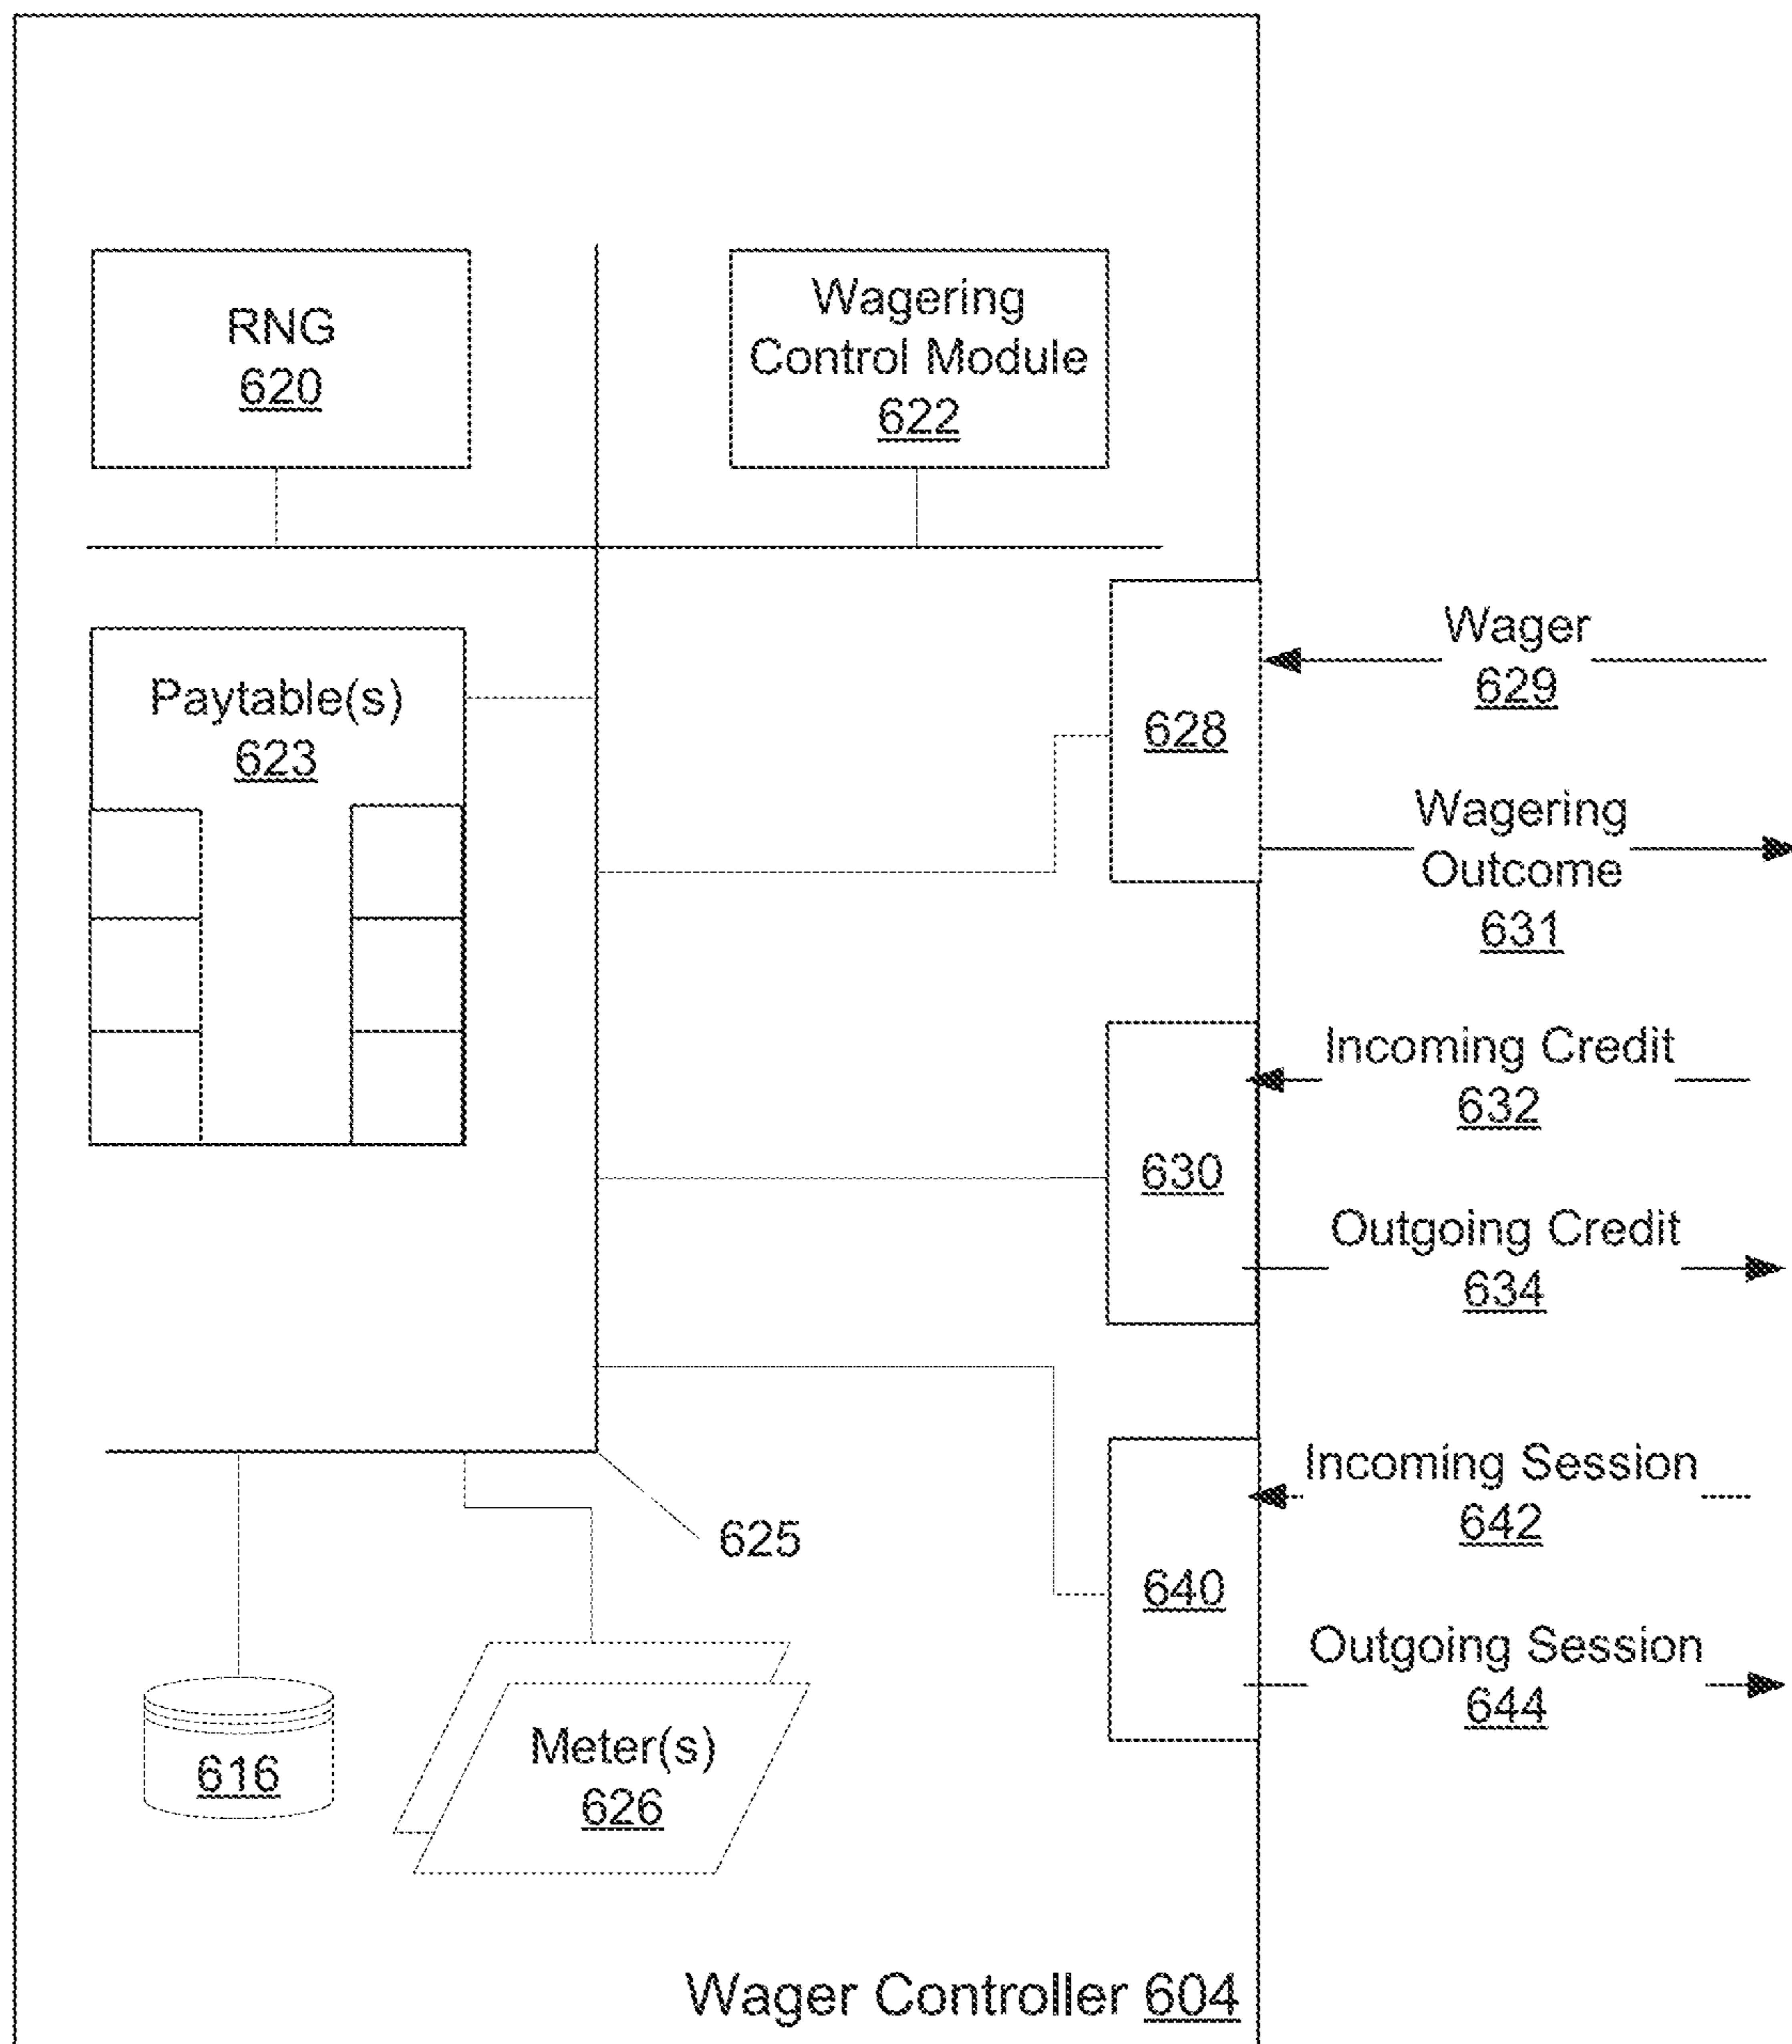 RNG
620
Wagering
Control Module
622
Paytable(s)
623
628
Wager
629
Wagering
Outcome
631
630
Incoming Credit
632
Outgoing Credit
634
625
640
Incoming Session
642
Outgoing Session
644
616
Meter(s)
626
Wager Controller 604